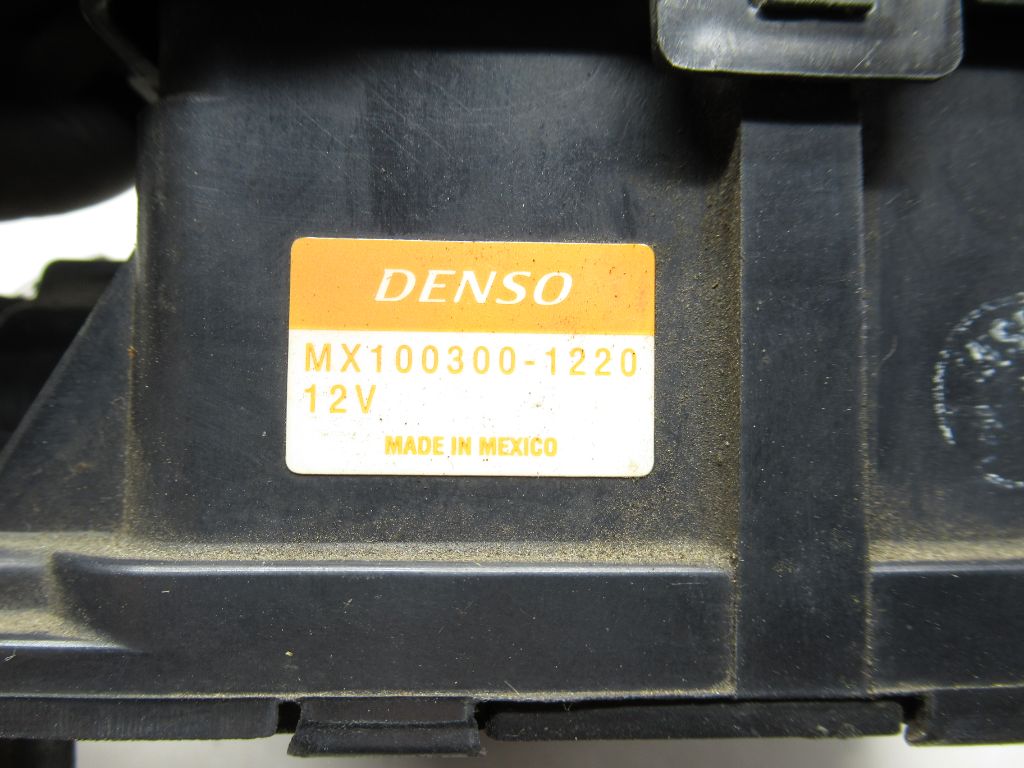 DENSO
MX100300-1220
12V
MADE IN MEXICO